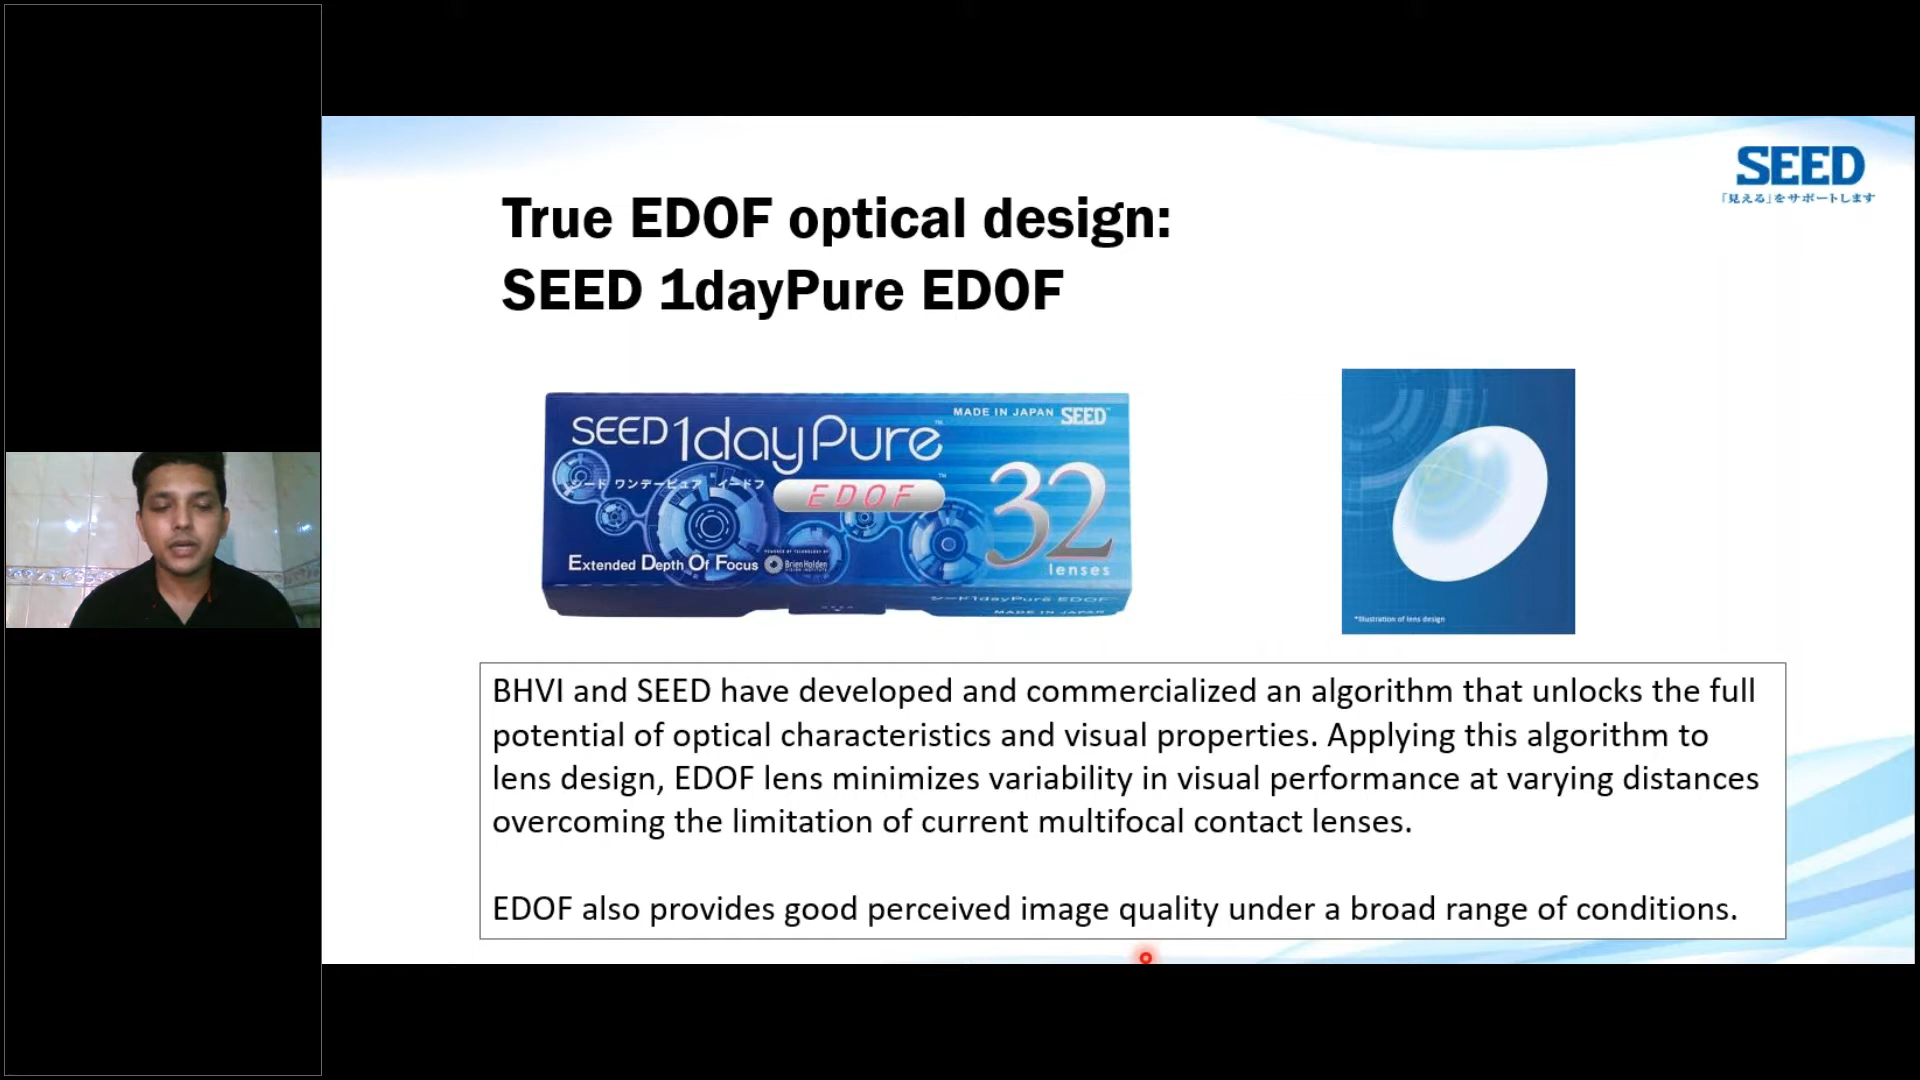 SEED
「見える」をサポートします
True EDOF optical design:
SEED 1dayPure EDOF
MADE IN JAPAN SEED
SEED 1dayPure™
シード ワンデーピュア イードフ
EDOF™
32
lenses
Extended Depth Of Focus
POWERED BY TECHNOLOGY BY
Brien Holden
VISION INSTITUTE
シード1dayPure EDOF
MADE IN JAPAN
*Illustration of lens design
BHVI and SEED have developed and commercialized an algorithm that unlocks the full
potential of optical characteristics and visual properties. Applying this algorithm to
lens design, EDOF lens minimizes variability in visual performance at varying distances
overcoming the limitation of current multifocal contact lenses.
EDOF also provides good perceived image quality under a broad range of conditions.